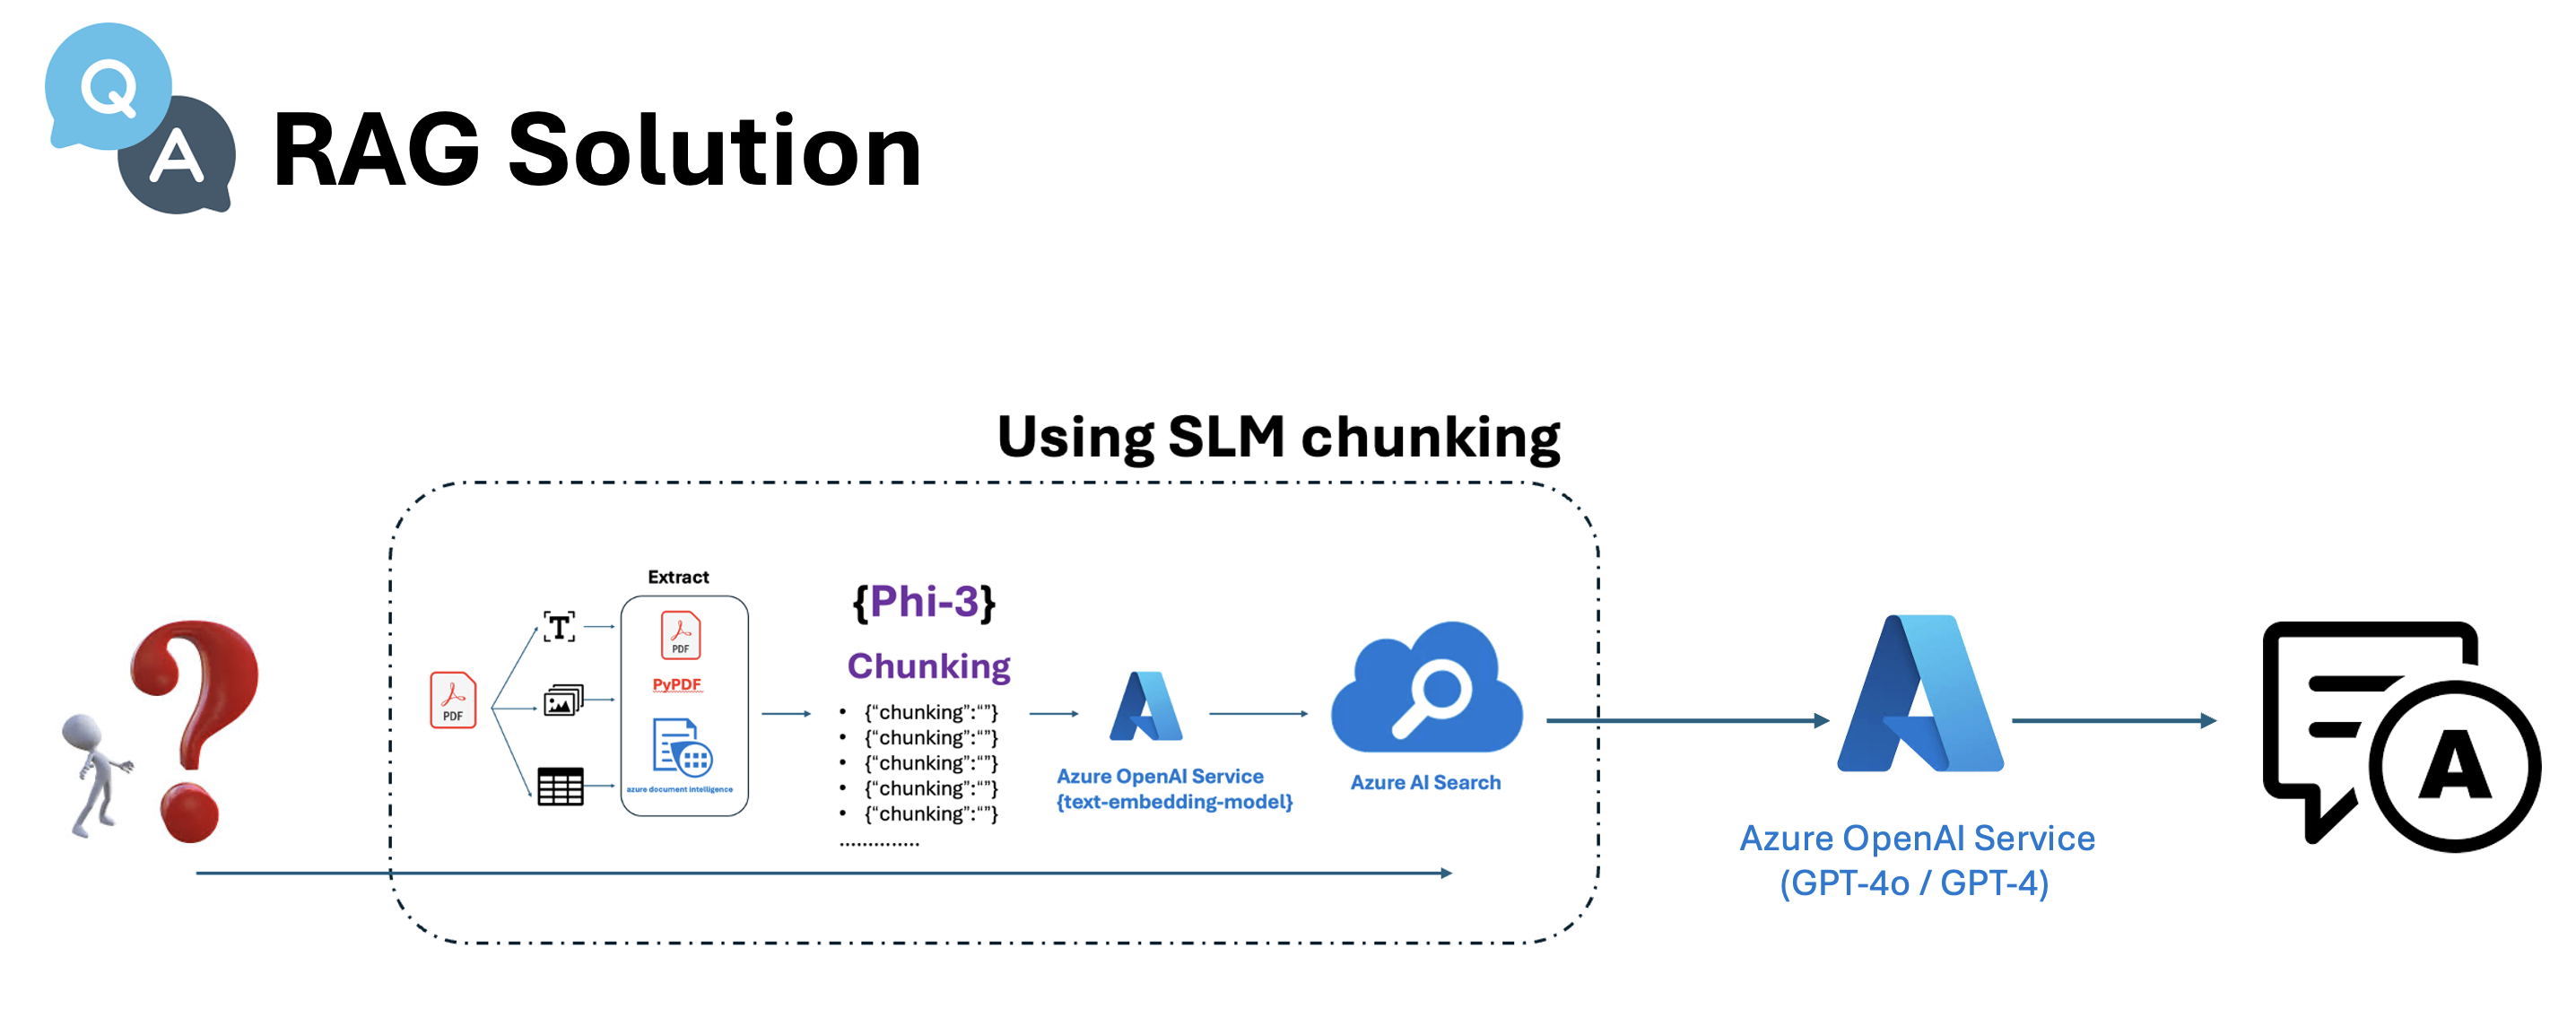 Q
A
RAG Solution
Using SLM chunking
Extract
PDF
PyPDF
azure document intelligence
T
PDF
{Phi-3}
Chunking
• {“chunking”:“”}
• {“chunking”:“”}
• {“chunking”:“”}
• {“chunking”:“”}
• {“chunking”:“”}
..............
Azure OpenAI Service
{text-embedding-model}
Azure AI Search
Azure OpenAI Service
(GPT-4o / GPT-4)
A